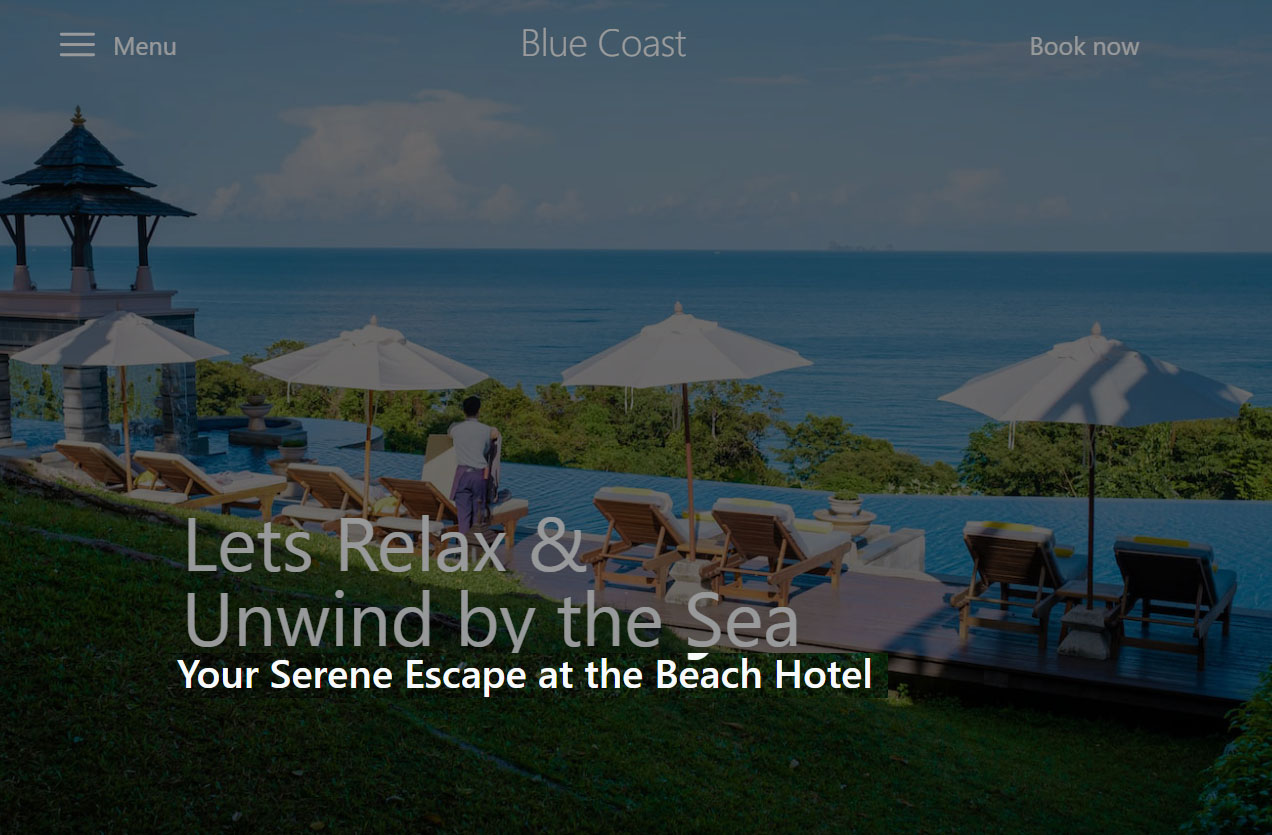 Menu
Blue Coast
Book now
Lets Relax &
Unwind by the Sea
Your Serene Escape at the Beach Hotel